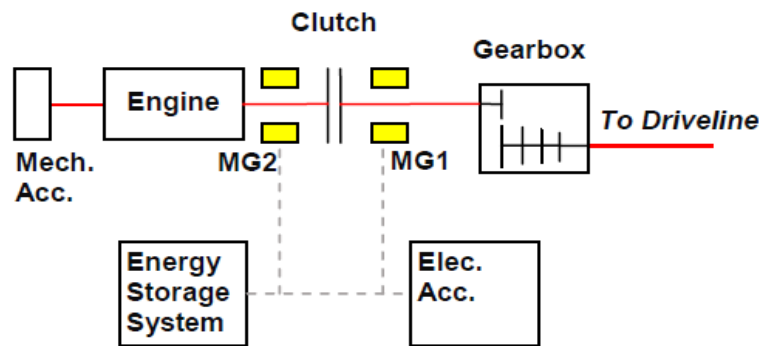 Clutch
Gearbox
Engine
To Driveline
Mech.
Acc.
MG2
MG1
Energy
Storage
System
Elec.
Acc.